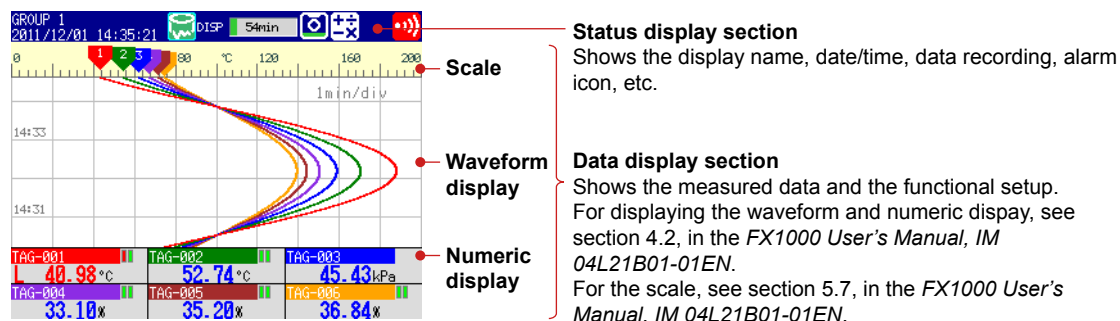 GROUP 1
2011/12/01 14:35:21 DISP 54min
0 1 2 3 80 °C 120 160 200
1min/div
14:33
14:31
TAG-001 TAG-002 TAG-003
L 40.98°C 52.74°C 45.43kPa
TAG-004 TAG-005 TAG-006
33.10% 35.20% 36.84%
Scale
Waveform
display
Numeric
display
Status display section
Shows the display name, date/time, data recording, alarm
icon, etc.
Data display section
Shows the measured data and the functional setup.
For displaying the waveform and numeric dispay, see
section 4.2, in the FX1000 User's Manual, IM
04L21B01-01EN.
For the scale, see section 5.7, in the FX1000 User's
Manual, IM 04L21B01-01EN.